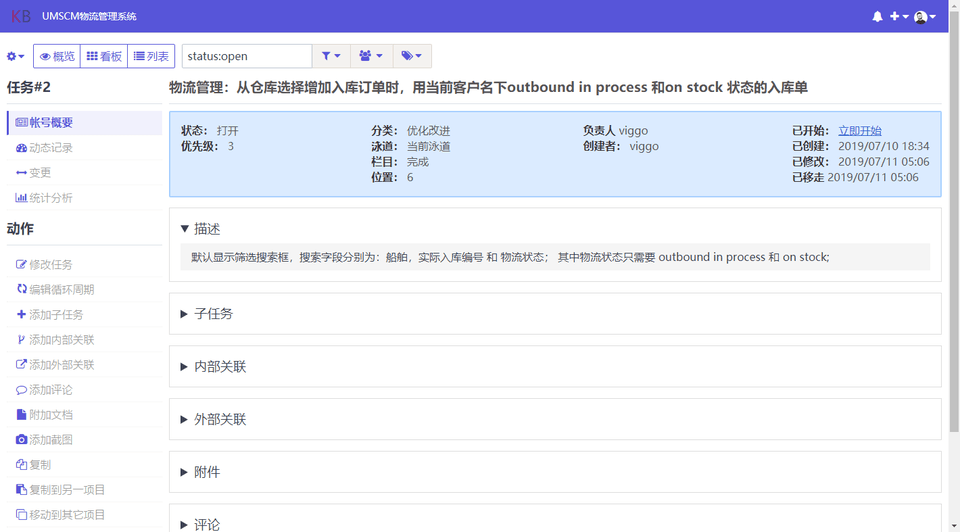 KB UMSCM物流管理系统
概览 看板 列表 status:open
任务#2
帐号概要
动态记录
变更
统计分析
动作
修改任务
编辑循环周期
添加子任务
添加内部关联
添加外部关联
添加评论
附加文档
添加截图
复制
复制到另一项目
移动到其它项目
物流管理：从仓库选择增加入库订单时，用当前客户名下outbound in process 和on stock 状态的入库单
状态： 打开
优先级： 3
分类： 优化改进
泳道： 当前泳道
栏目： 完成
位置： 6
负责人 viggo
创建者： viggo
已开始： 立即开始
已创建： 2019/07/10 18:34
已修改： 2019/07/11 05:06
已移走 2019/07/11 05:06
描述
默认显示筛选搜索框，搜索字段分别为：船舶，实际入库编号 和 物流状态； 其中物流状态只需要 outbound in process 和 on stock;
子任务
内部关联
外部关联
附件
评论